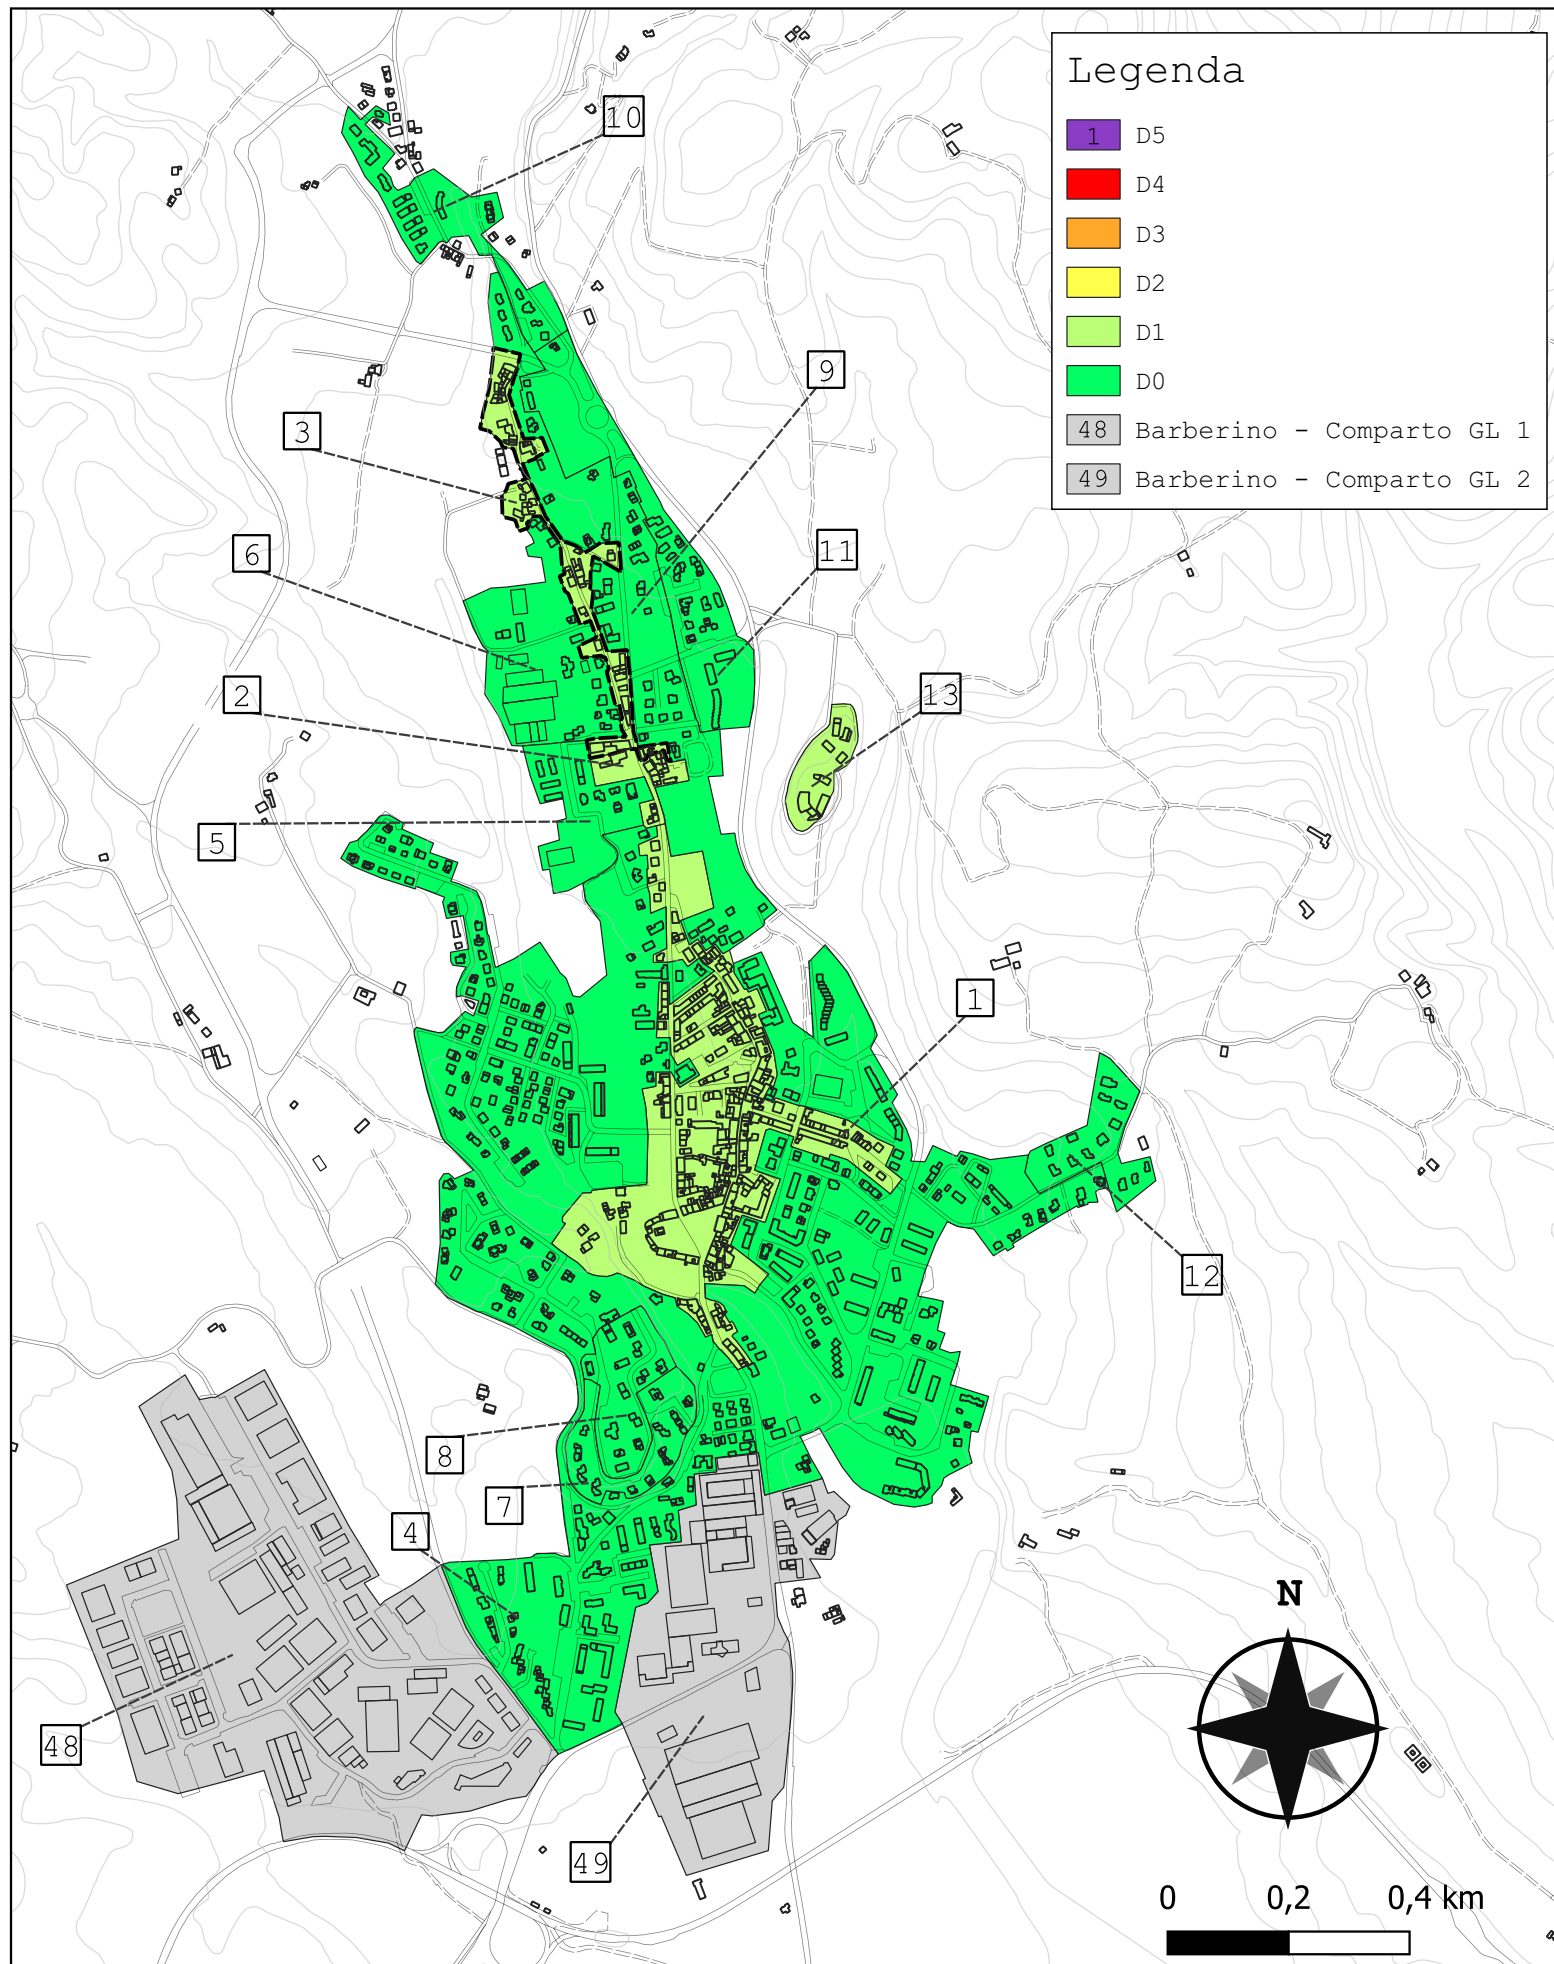 Legenda
1 D5
D4
D3
D2
D1
D0
48 Barberino - Comparto GL 1
49 Barberino - Comparto GL 2
10
9
3
6
11
2
13
5
1
12
8
7
4
48
49
N
0 0,2 0,4 km